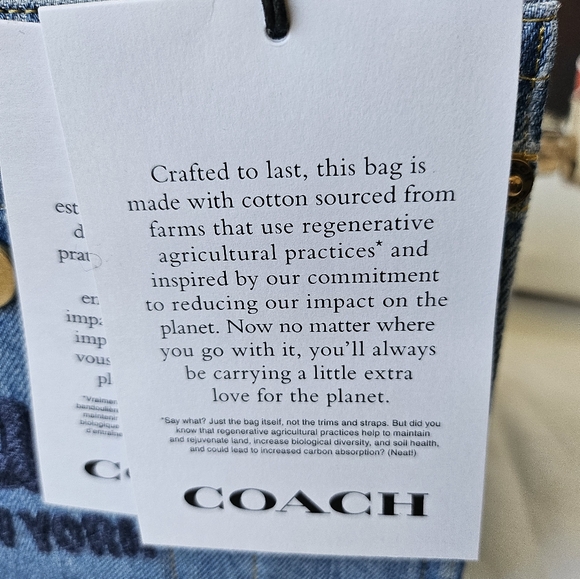 Crafted to last, this bag is
made with cotton sourced from
farms that use regenerative
agricultural practices* and
inspired by our commitment
to reducing our impact on the
planet. Now no matter where
you go with it, you'll always
be carrying a little extra
love for the planet.
*Say what? Just the bag itself, not the trims and straps. But did you
know that regenerative agricultural practices help to maintain
and rejuvenate land, increase biological diversity, and soil health,
and could lead to increased carbon absorption? (Neat!)
COACH
est
d
imp
vous
pl